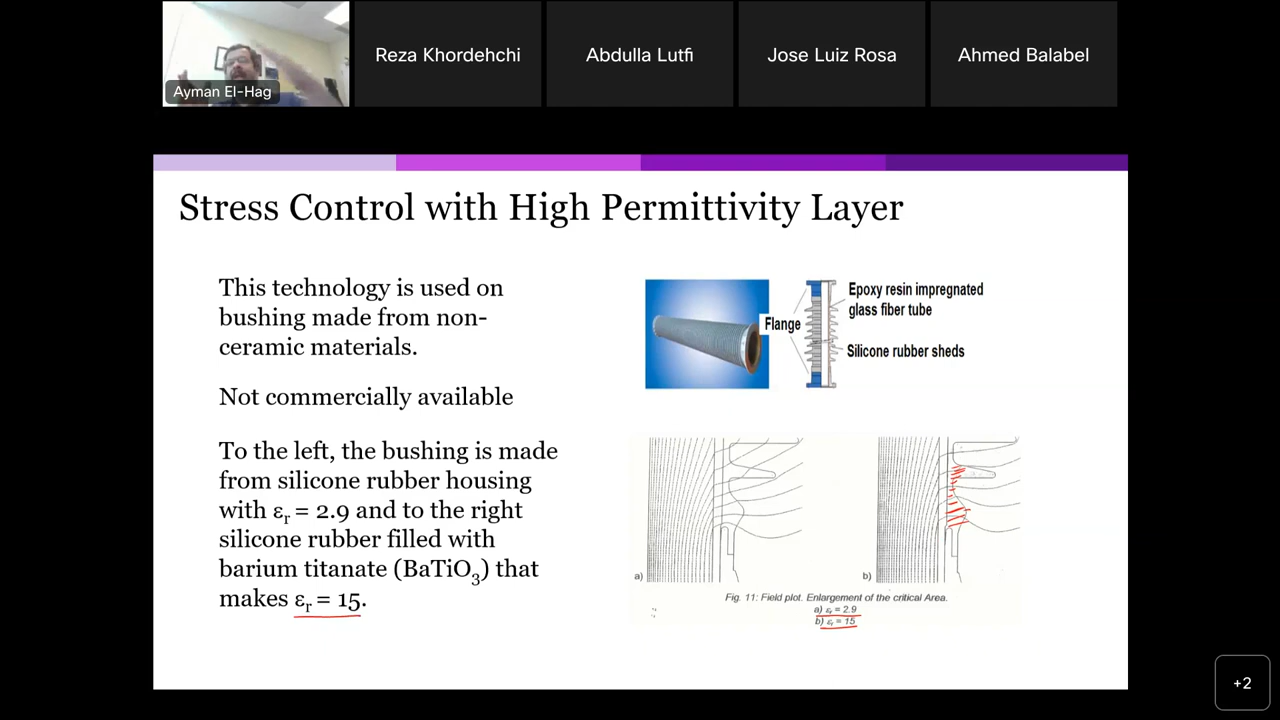 Ayman El-Hag
Reza Khordehchi
Abdulla Lutfi
Jose Luiz Rosa
Ahmed Balabel
Stress Control with High Permittivity Layer
This technology is used on
bushing made from non-
ceramic materials.
Not commercially available
To the left, the bushing is made
from silicone rubber housing
with εr = 2.9 and to the right
silicone rubber filled with
barium titanate (BaTiO3) that
makes εr = 15.
Flange
Epoxy resin impregnated
glass fiber tube
Silicone rubber sheds
a)
b)
Fig. 11: Field plot. Enlargement of the critical Area.
a) εr = 2.9
b) εr = 15
+2